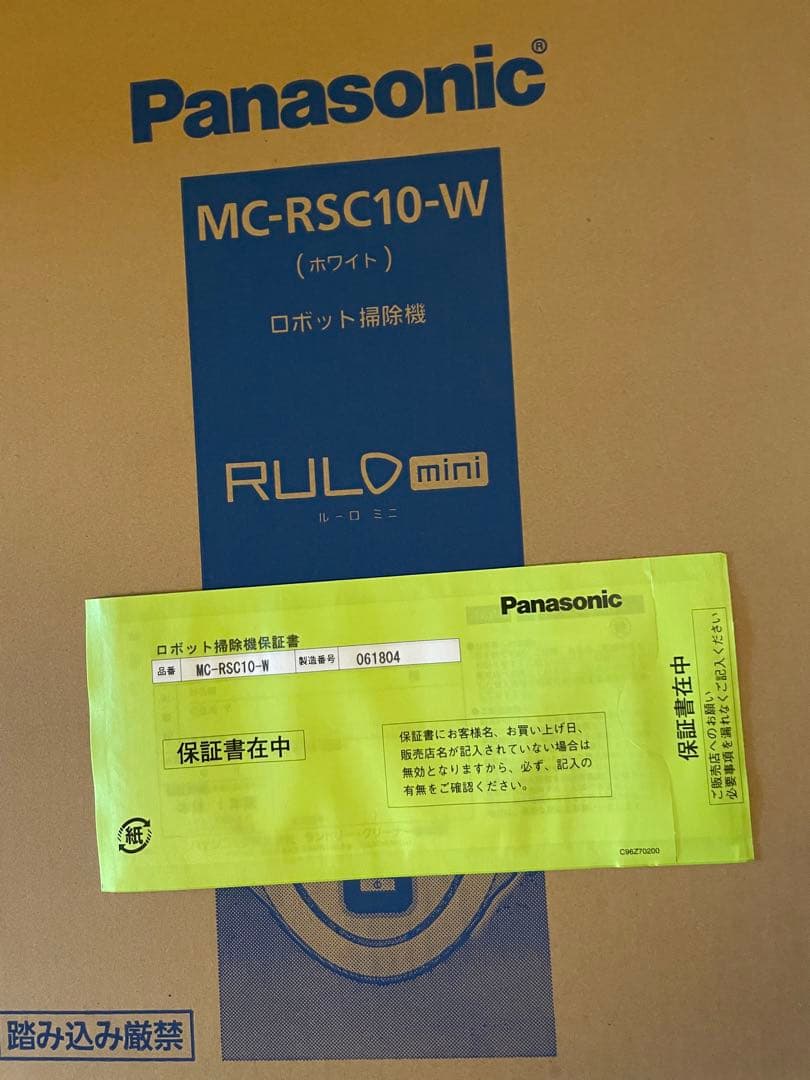 Panasonic®
MC-RSC10-W
(ホワイト)
ロボット掃除機
RULO mini
ルーロ ミニ
Panasonic
ロボット掃除機保証書
品番 MC-RSC10-W 製造番号 061804
保証書在中
保証書にお客様名、お買い上げ日、
販売店名が記入されていない場合は
無効となりますから、必ず、記入の
有無をご確認ください。
紙
C96Z70200
保証書在中
販売店へのお願い
ご販売店さまは
必要事項を漏れなくご記入ください
踏み込み厳禁